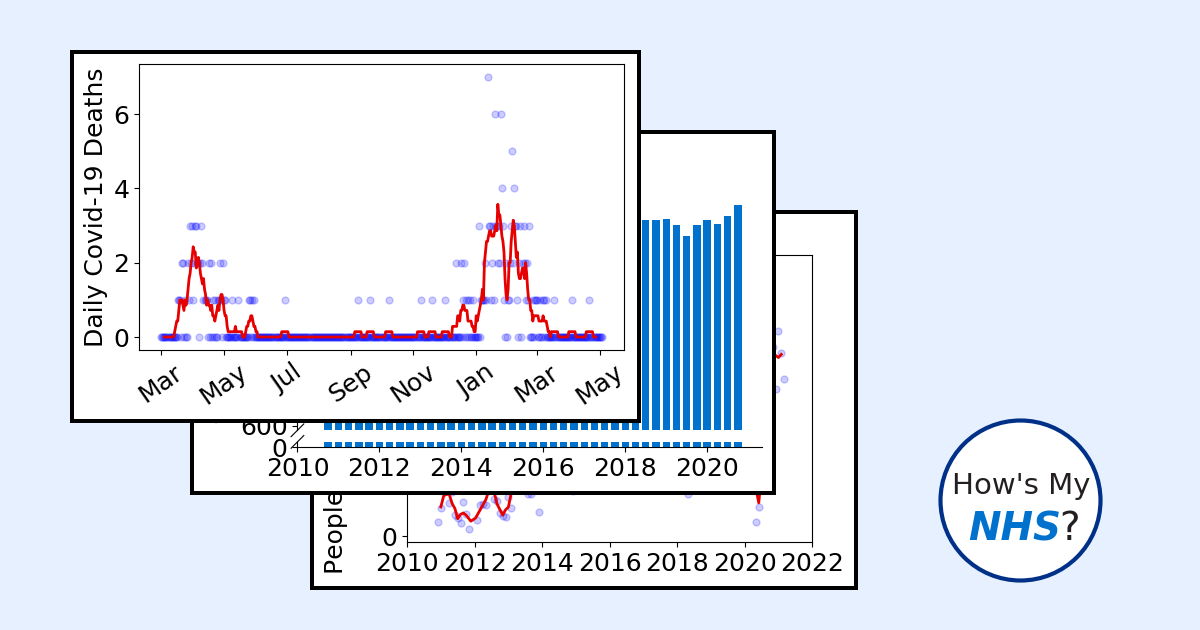 Daily Covid-19 Deaths
6
4
2
0
Mar May Jul Sep Nov Jan Mar May
600
0
2010 2012 2014 2016 2018 2020
People
0
2010 2012 2014 2016 2018 2020 2022
How's My
NHS?